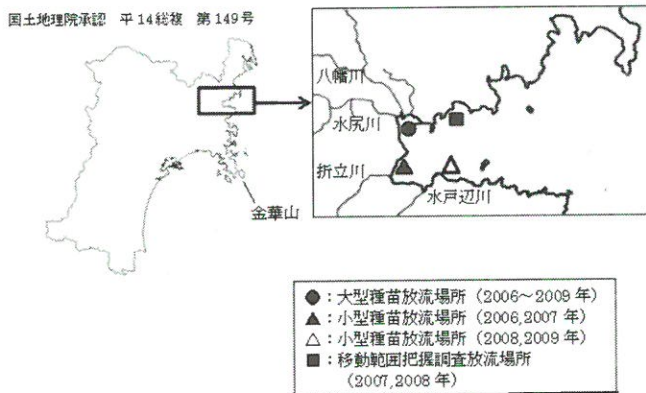 国土地理院承認 平14総複 第149号
八幡川
水尻川
折立川
水戸辺川
金華山
●：大型種苗放流場所（2006～2009年）
▲：小型種苗放流場所（2006,2007年）
△：小型種苗放流場所（2008,2009年）
■：移動範囲把握調査放流場所
（2007,2008年）